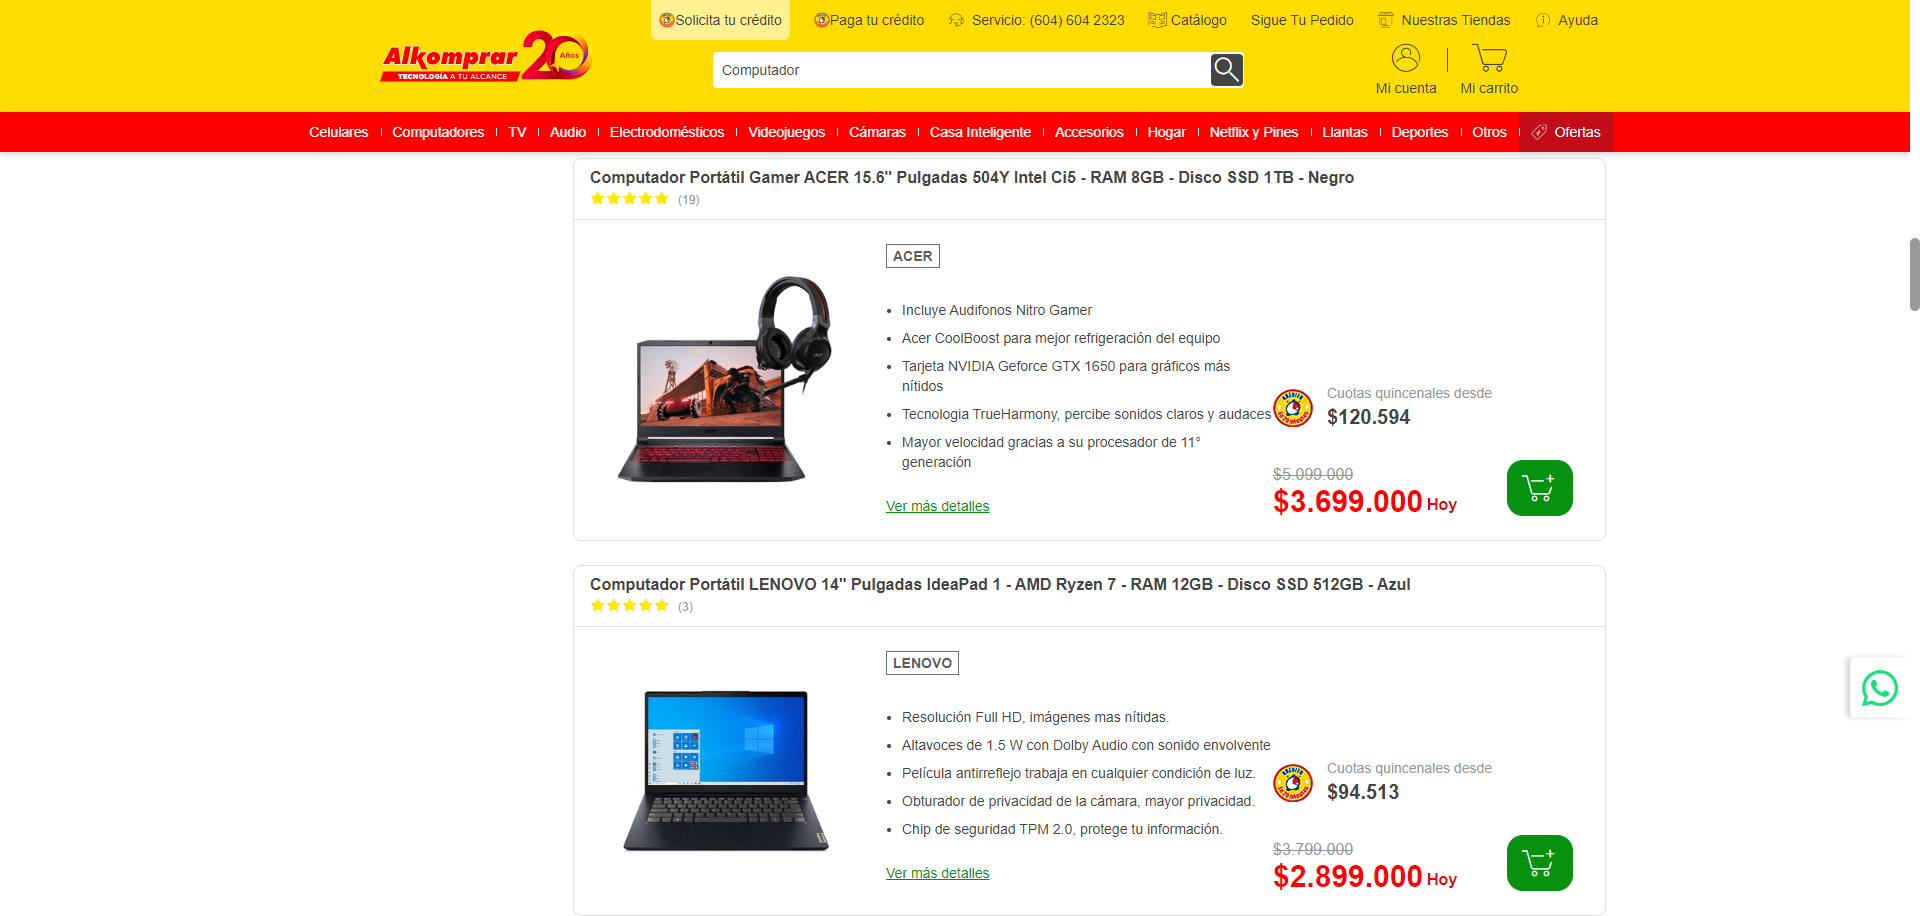 Solicita tu crédito
Paga tu crédito
Servicio: (604) 604 2323
Catálogo
Sigue Tu Pedido
Nuestras Tiendas
Ayuda
Alkomprar 20 Años
TECNOLOGÍA A TU ALCANCE
Computador
Mi cuenta
Mi carrito
Celulares
Computadores
TV
Audio
Electrodomésticos
Videojuegos
Cámaras
Casa Inteligente
Accesorios
Hogar
Netflix y Pines
Llantas
Deportes
Otros
Ofertas
Computador Portátil Gamer ACER 15.6" Pulgadas 504Y Intel Ci5 - RAM 8GB - Disco SSD 1TB - Negro
(19)
ACER
Incluye Audifonos Nitro Gamer
Acer CoolBoost para mejor refrigeración del equipo
Tarjeta NVIDIA Geforce GTX 1650 para gráficos más
nítidos
Tecnologia TrueHarmony, percibe sonidos claros y audaces
Mayor velocidad gracias a su procesador de 11°
generación
Ver más detalles
Cuotas quincenales desde
$120.594
$5.099.000
$3.699.000 Hoy
Computador Portátil LENOVO 14" Pulgadas IdeaPad 1 - AMD Ryzen 7 - RAM 12GB - Disco SSD 512GB - Azul
(3)
LENOVO
Resolución Full HD, imágenes mas nítidas.
Altavoces de 1.5 W con Dolby Audio con sonido envolvente
Película antirreflejo trabaja en cualquier condición de luz.
Obturador de privacidad de la cámara, mayor privacidad.
Chip de seguridad TPM 2.0, protege tu información.
Ver más detalles
Cuotas quincenales desde
$94.513
$3.799.000
$2.899.000 Hoy